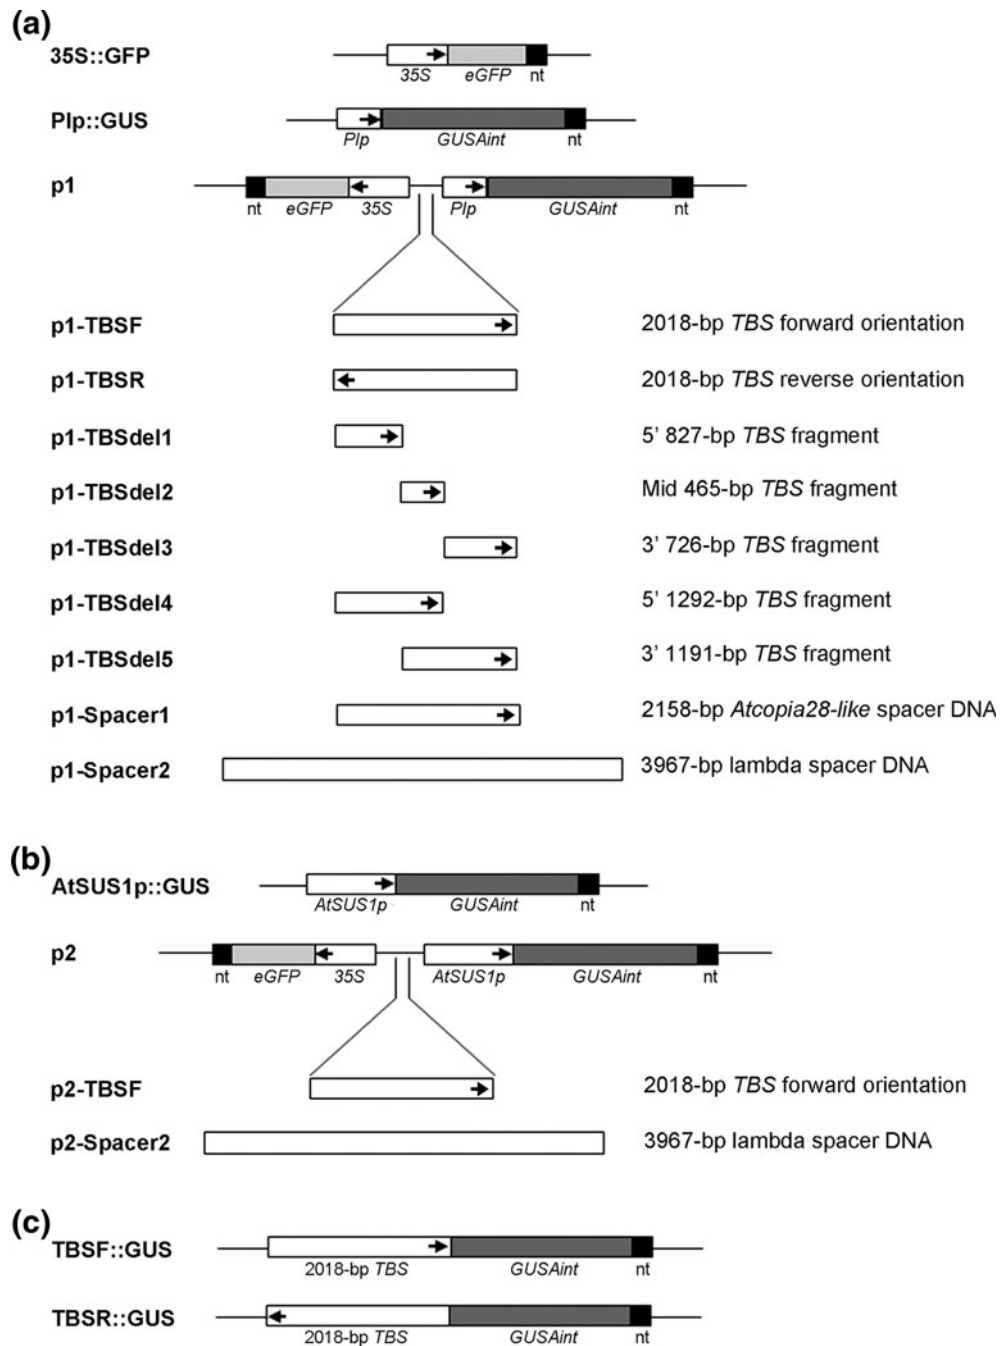 (a)
35S::GFP
35S eGFP nt
PIp::GUS
PIp GUSAint nt
p1
nt eGFP 35S PIp GUSAint nt
p1-TBSF 2018-bp TBS forward orientation
p1-TBSR 2018-bp TBS reverse orientation
p1-TBSdel1 5' 827-bp TBS fragment
p1-TBSdel2 Mid 465-bp TBS fragment
p1-TBSdel3 3' 726-bp TBS fragment
p1-TBSdel4 5' 1292-bp TBS fragment
p1-TBSdel5 3' 1191-bp TBS fragment
p1-Spacer1 2158-bp Atcopia28-like spacer DNA
p1-Spacer2 3967-bp lambda spacer DNA
(b)
AtSUS1p::GUS
AtSUS1p GUSAint nt
p2
nt eGFP 35S AtSUS1p GUSAint nt
p2-TBSF 2018-bp TBS forward orientation
p2-Spacer2 3967-bp lambda spacer DNA
(c)
TBSF::GUS
2018-bp TBS GUSAint nt
TBSR::GUS
2018-bp TBS GUSAint nt